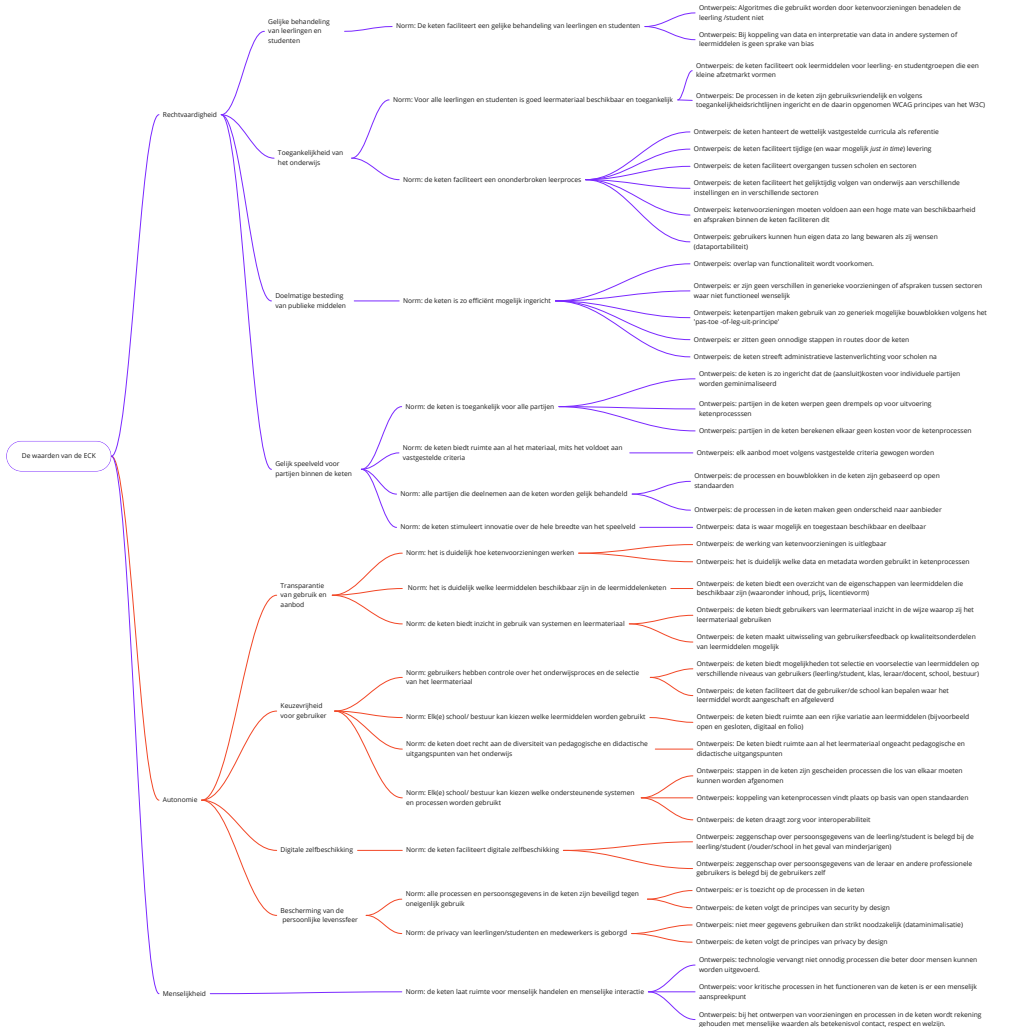 De waarden van de ECK
Rechtvaardigheid
Gelijke behandeling
van leerlingen en
studenten
Norm: De keten faciliteert een gelijke behandeling van leerlingen en studenten
Ontwerpeis: Algoritmes die gebruikt worden door ketenvoorzieningen benadelen de
leerling /student niet
Ontwerpeis: Bij koppeling van data en interpretatie van data in andere systemen of
leermiddelen is geen sprake van bias
Toegankelijkheid van
het onderwijs
Norm: Voor alle leerlingen en studenten is goed leermateriaal beschikbaar en toegankelijk
Ontwerpeis: de keten faciliteert ook leermiddelen voor leerling- en studentgroepen die een
kleine afzetmarkt vormen
Ontwerpeis: De processen in de keten zijn gebruiksvriendelijk en volgens
toegankelijkheidsrichtlijnen ingericht en de daarin opgenomen WCAG principes van het W3C)
Norm: de keten faciliteert een ononderbroken leerproces
Ontwerpeis: de keten hanteert de wettelijk vastgestelde curricula als referentie
Ontwerpeis: de keten faciliteert tijdige (en waar mogelijk just in time) levering
Ontwerpeis: de keten faciliteert overgangen tussen scholen en sectoren
Ontwerpeis: de keten faciliteert het gelijktijdig volgen van onderwijs aan verschillende
instellingen en in verschillende sectoren
Ontwerpeis: ketenvoorzieningen moeten voldoen aan een hoge mate van beschikbaarheid
en afspraken binnen de keten faciliteren dit
Ontwerpeis: gebruikers kunnen hun eigen data zo lang bewaren als zij wensen
(dataportabiliteit)
Doelmatige besteding
van publieke middelen
Norm: de keten is zo efficiënt mogelijk ingericht
Ontwerpeis: overlap van functionaliteit wordt voorkomen.
Ontwerpeis: er zijn geen verschillen in generieke voorzieningen of afspraken tussen sectoren
waar niet functioneel wenselijk
Ontwerpeis: ketenpartijen maken gebruik van zo generiek mogelijke bouwblokken volgens het
'pas-toe -of-leg-uit-principe'
Ontwerpeis: er zitten geen onnodige stappen in routes door de keten
Ontwerpeis: de keten streeft administratieve lastenverlichting voor scholen na
Gelijk speelveld voor
partijen binnen de keten
Norm: de keten is toegankelijk voor alle partijen
Ontwerpeis: de keten is zo ingericht dat de (aansluit)kosten voor individuele partijen
worden geminimaliseerd
Ontwerpeis: partijen in de keten werpen geen drempels op voor uitvoering
ketenprocesssen
Ontwerpeis: partijen in de keten berekenen elkaar geen kosten voor de ketenprocessen
Norm: de keten biedt ruimte aan al het materiaal, mits het voldoet aan
vastgestelde criteria
Ontwerpeis: elk aanbod moet volgens vastgestelde criteria gewogen worden
Norm: alle partijen die deelnemen aan de keten worden gelijk behandeld
Ontwerpeis: de processen en bouwblokken in de keten zijn gebaseerd op open
standaarden
Ontwerpeis: de processen in de keten maken geen onderscheid naar aanbieder
Norm: de keten stimuleert innovatie over de hele breedte van het speelveld
Ontwerpeis: data is waar mogelijk en toegestaan beschikbaar en deelbaar
Autonomie
Transparantie
van gebruik en
aanbod
Norm: het is duidelijk hoe ketenvoorzieningen werken
Ontwerpeis: de werking van ketenvoorzieningen is uitlegbaar
Ontwerpeis: het is duidelijk welke data en metadata worden gebruikt in ketenprocessen
Norm: het is duidelijk welke leermiddelen beschikbaar zijn in de leermiddelenketen
Ontwerpeis: de keten biedt een overzicht van de eigenschappen van leermiddelen die
beschikbaar zijn (waaronder inhoud, prijs, licentievorm)
Norm: de keten biedt inzicht in gebruik van systemen en leermateriaal
Ontwerpeis: de keten biedt gebruikers van leermateriaal inzicht in de wijze waarop zij het
leermateriaal gebruiken
Ontwerpeis: de keten maakt uitwisseling van gebruikersfeedback op kwaliteitsonderdelen
van leermiddelen mogelijk
Keuzevrijheid
voor gebruiker
Norm: gebruikers hebben controle over het onderwijsproces en de selectie
van het leermateriaal
Ontwerpeis: de keten biedt mogelijkheden tot selectie en voorselectie van leermiddelen op
verschillende niveaus van gebruikers (leerling/student, klas, leraar/docent, school, bestuur)
Ontwerpeis: de keten faciliteert dat de gebruiker/de school kan bepalen waar het
leermiddel wordt aangeschaft en afgeleverd
Norm: Elk(e) school/ bestuur kan kiezen welke leermiddelen worden gebruikt
Ontwerpeis: de keten biedt ruimte aan een rijke variatie aan leermiddelen (bijvoorbeeld
open en gesloten, digitaal en folio)
Norm: de keten doet recht aan de diversiteit van pedagogische en didactische
uitgangspunten van het onderwijs
Ontwerpeis: De keten biedt ruimte aan al het leermateriaal ongeacht pedagogische en
didactische uitgangspunten
Norm: Elk(e) school/ bestuur kan kiezen welke ondersteunende systemen
en processen worden gebruikt
Ontwerpeis: stappen in de keten zijn gescheiden processen die los van elkaar moeten
kunnen worden afgenomen
Ontwerpeis: koppeling van ketenprocessen vindt plaats op basis van open standaarden
Ontwerpeis: de keten draagt zorg voor interoperabiliteit
Digitale zelfbeschikking
Norm: de keten faciliteert digitale zelfbeschikking
Ontwerpeis: zeggenschap over persoonsgegevens van de leerling/student is belegd bij de
leerling/student (/ouder/school in het geval van minderjarigen)
Ontwerpeis: zeggenschap over persoonsgegevens van de leraar en andere professionele
gebruikers is belegd bij de gebruikers zelf
Bescherming van de
persoonlijke levenssfeer
Norm: alle processen en persoonsgegevens in de keten zijn beveiligd tegen
oneigenlijk gebruik
Ontwerpeis: er is toezicht op de processen in de keten
Ontwerpeis: de keten volgt de principes van security by design
Norm: de privacy van leerlingen/studenten en medewerkers is geborgd
Ontwerpeis: niet meer gegevens gebruiken dan strikt noodzakelijk (dataminimalisatie)
Ontwerpeis: de keten volgt de principes van privacy by design
Menselijkheid
Norm: de keten laat ruimte voor menselijk handelen en menselijke interactie
Ontwerpeis: technologie vervangt niet onnodig processen die beter door mensen kunnen
worden uitgevoerd.
Ontwerpeis: voor kritische processen in het functioneren van de keten is er een menselijk
aanspreekpunt
Ontwerpeis: bij het ontwerpen van voorzieningen en processen in de keten wordt rekening
gehouden met menselijke waarden als betekenisvol contact, respect en welzijn.